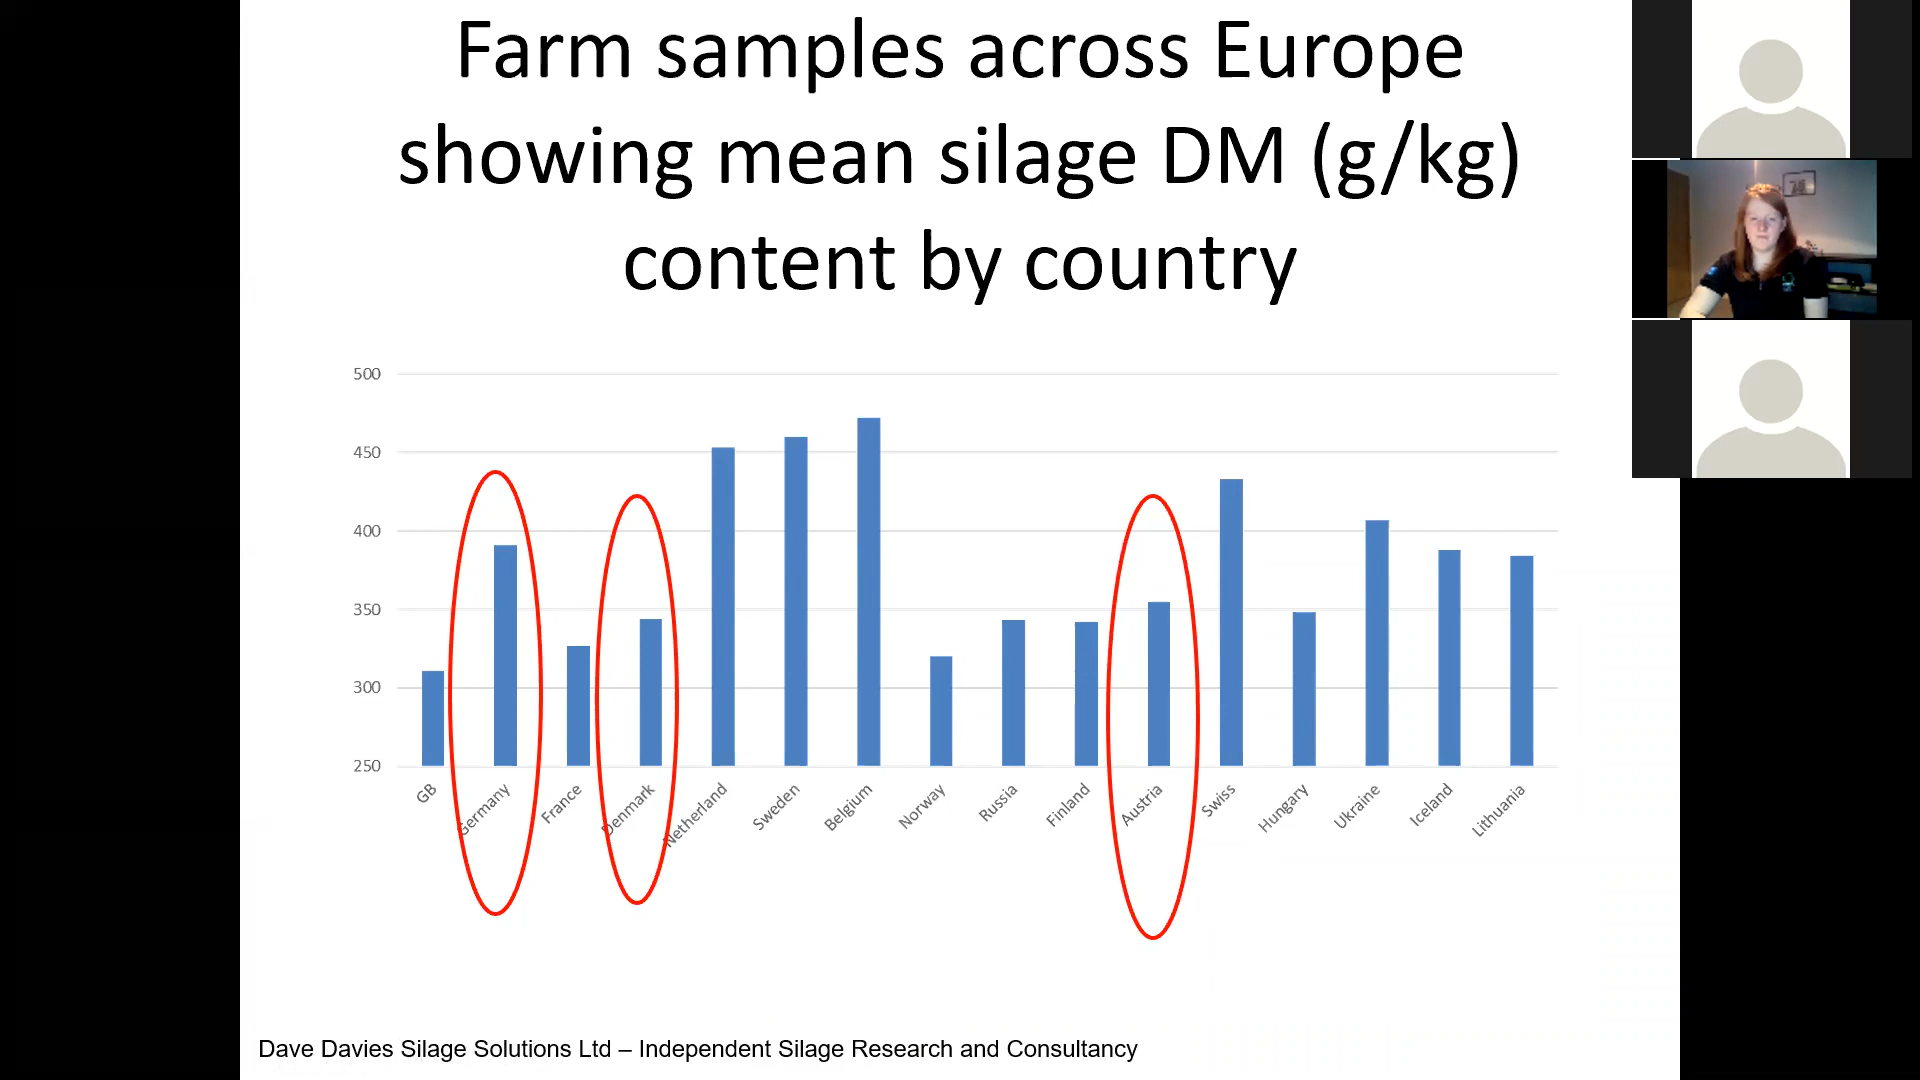 Farm samples across Europe
showing mean silage DM (g/kg)
content by country
500
450
400
350
300
250
GB
Germany
France
Denmark
Netherland
Sweden
Belgium
Norway
Russia
Finland
Austria
Swiss
Hungary
Ukraine
Iceland
Lithuania
Dave Davies Silage Solutions Ltd – Independent Silage Research and Consultancy